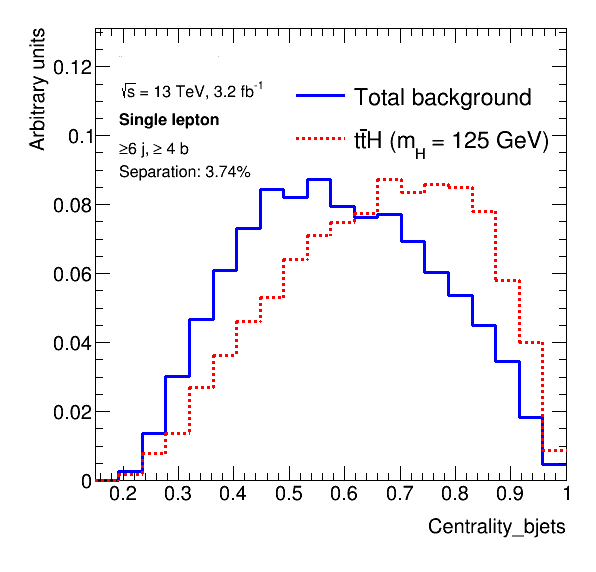 Arbitrary units
0.12
0.1
0.08
0.06
0.04
0.02
0
√s = 13 TeV, 3.2 fb⁻¹
Single lepton
≥6 j, ≥ 4 b
Separation: 3.74%
Total background
tt̄H (m_H = 125 GeV)
0.2 0.3 0.4 0.5 0.6 0.7 0.8 0.9 1
Centrality_bjets